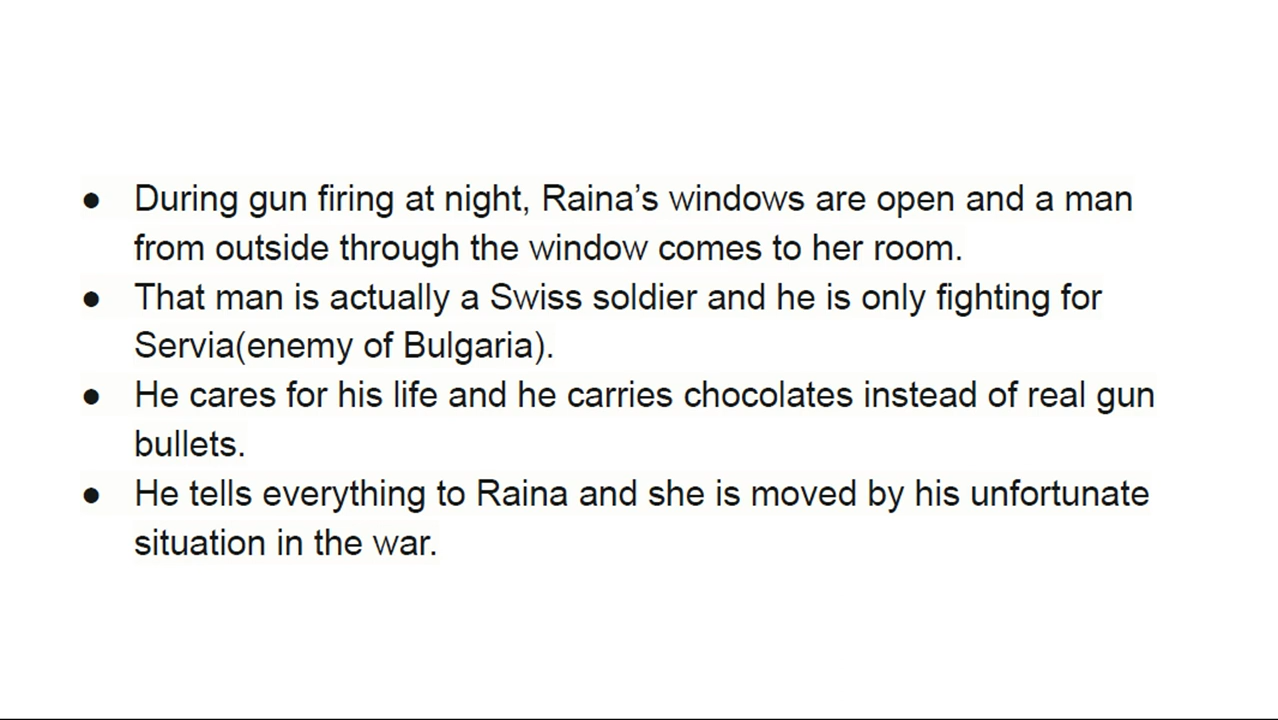 ● During gun firing at night, Raina’s windows are open and a man
from outside through the window comes to her room.
● That man is actually a Swiss soldier and he is only fighting for
Servia(enemy of Bulgaria).
● He cares for his life and he carries chocolates instead of real gun
bullets.
● He tells everything to Raina and she is moved by his unfortunate
situation in the war.